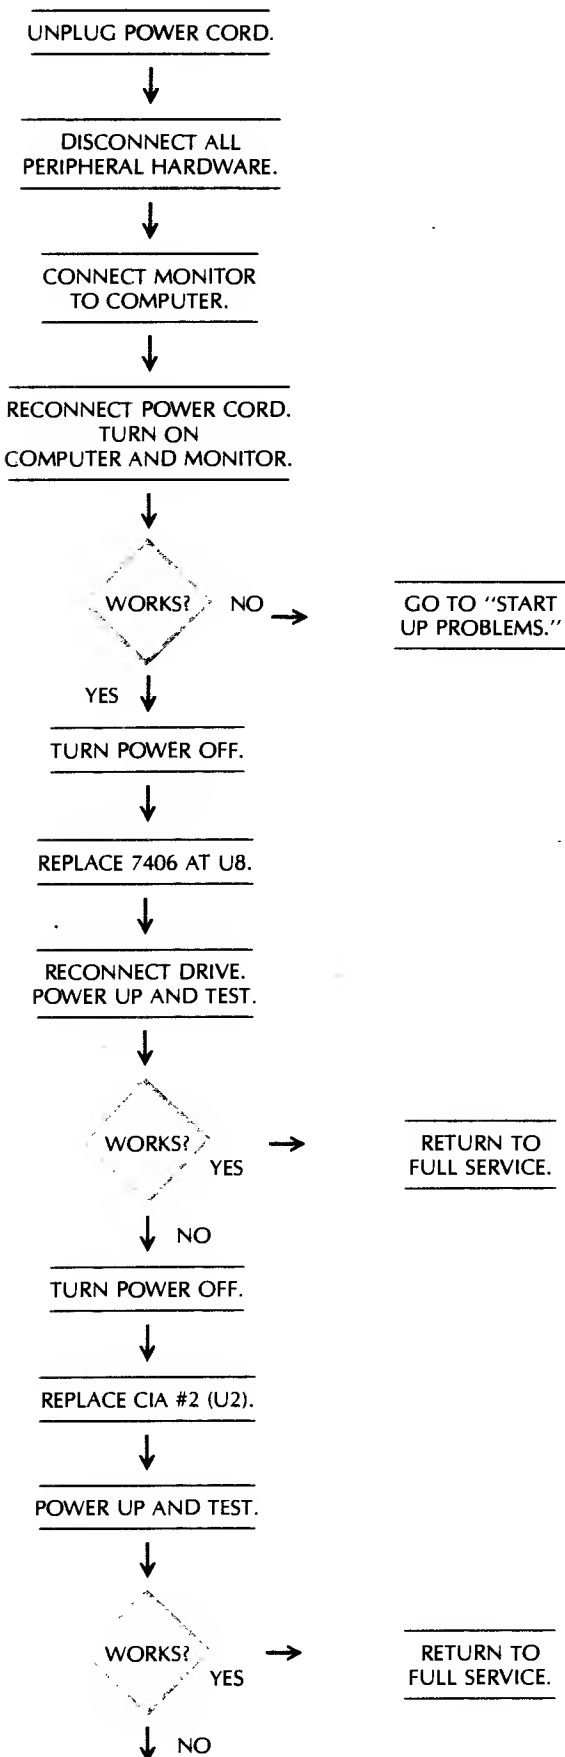 UNPLUG POWER CORD.
DISCONNECT ALL
PERIPHERAL HARDWARE.
CONNECT MONITOR
TO COMPUTER.
RECONNECT POWER CORD.
TURN ON
COMPUTER AND MONITOR.
WORKS?
NO
GO TO "START
UP PROBLEMS."
YES
TURN POWER OFF.
REPLACE 7406 AT U8.
RECONNECT DRIVE.
POWER UP AND TEST.
WORKS?
YES
RETURN TO
FULL SERVICE.
NO
TURN POWER OFF.
REPLACE CIA #2 (U2).
POWER UP AND TEST.
WORKS?
YES
RETURN TO
FULL SERVICE.
NO